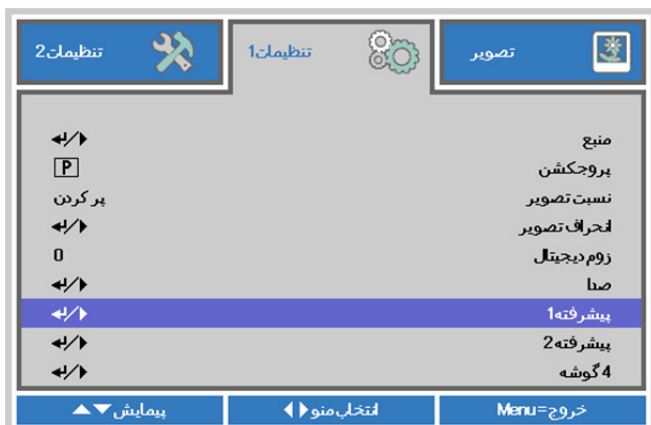 تصویر
تنظیمات1
تنظیمات2
منبع
پروجکشن P
نسبت تصویر پر کردن
انحراف تصویر
زوم دیجیتال 0
صدا
پیشرفته1
پیشرفته2
4 گوشه
خروج=Menu
انتخاب منو
پیمایش